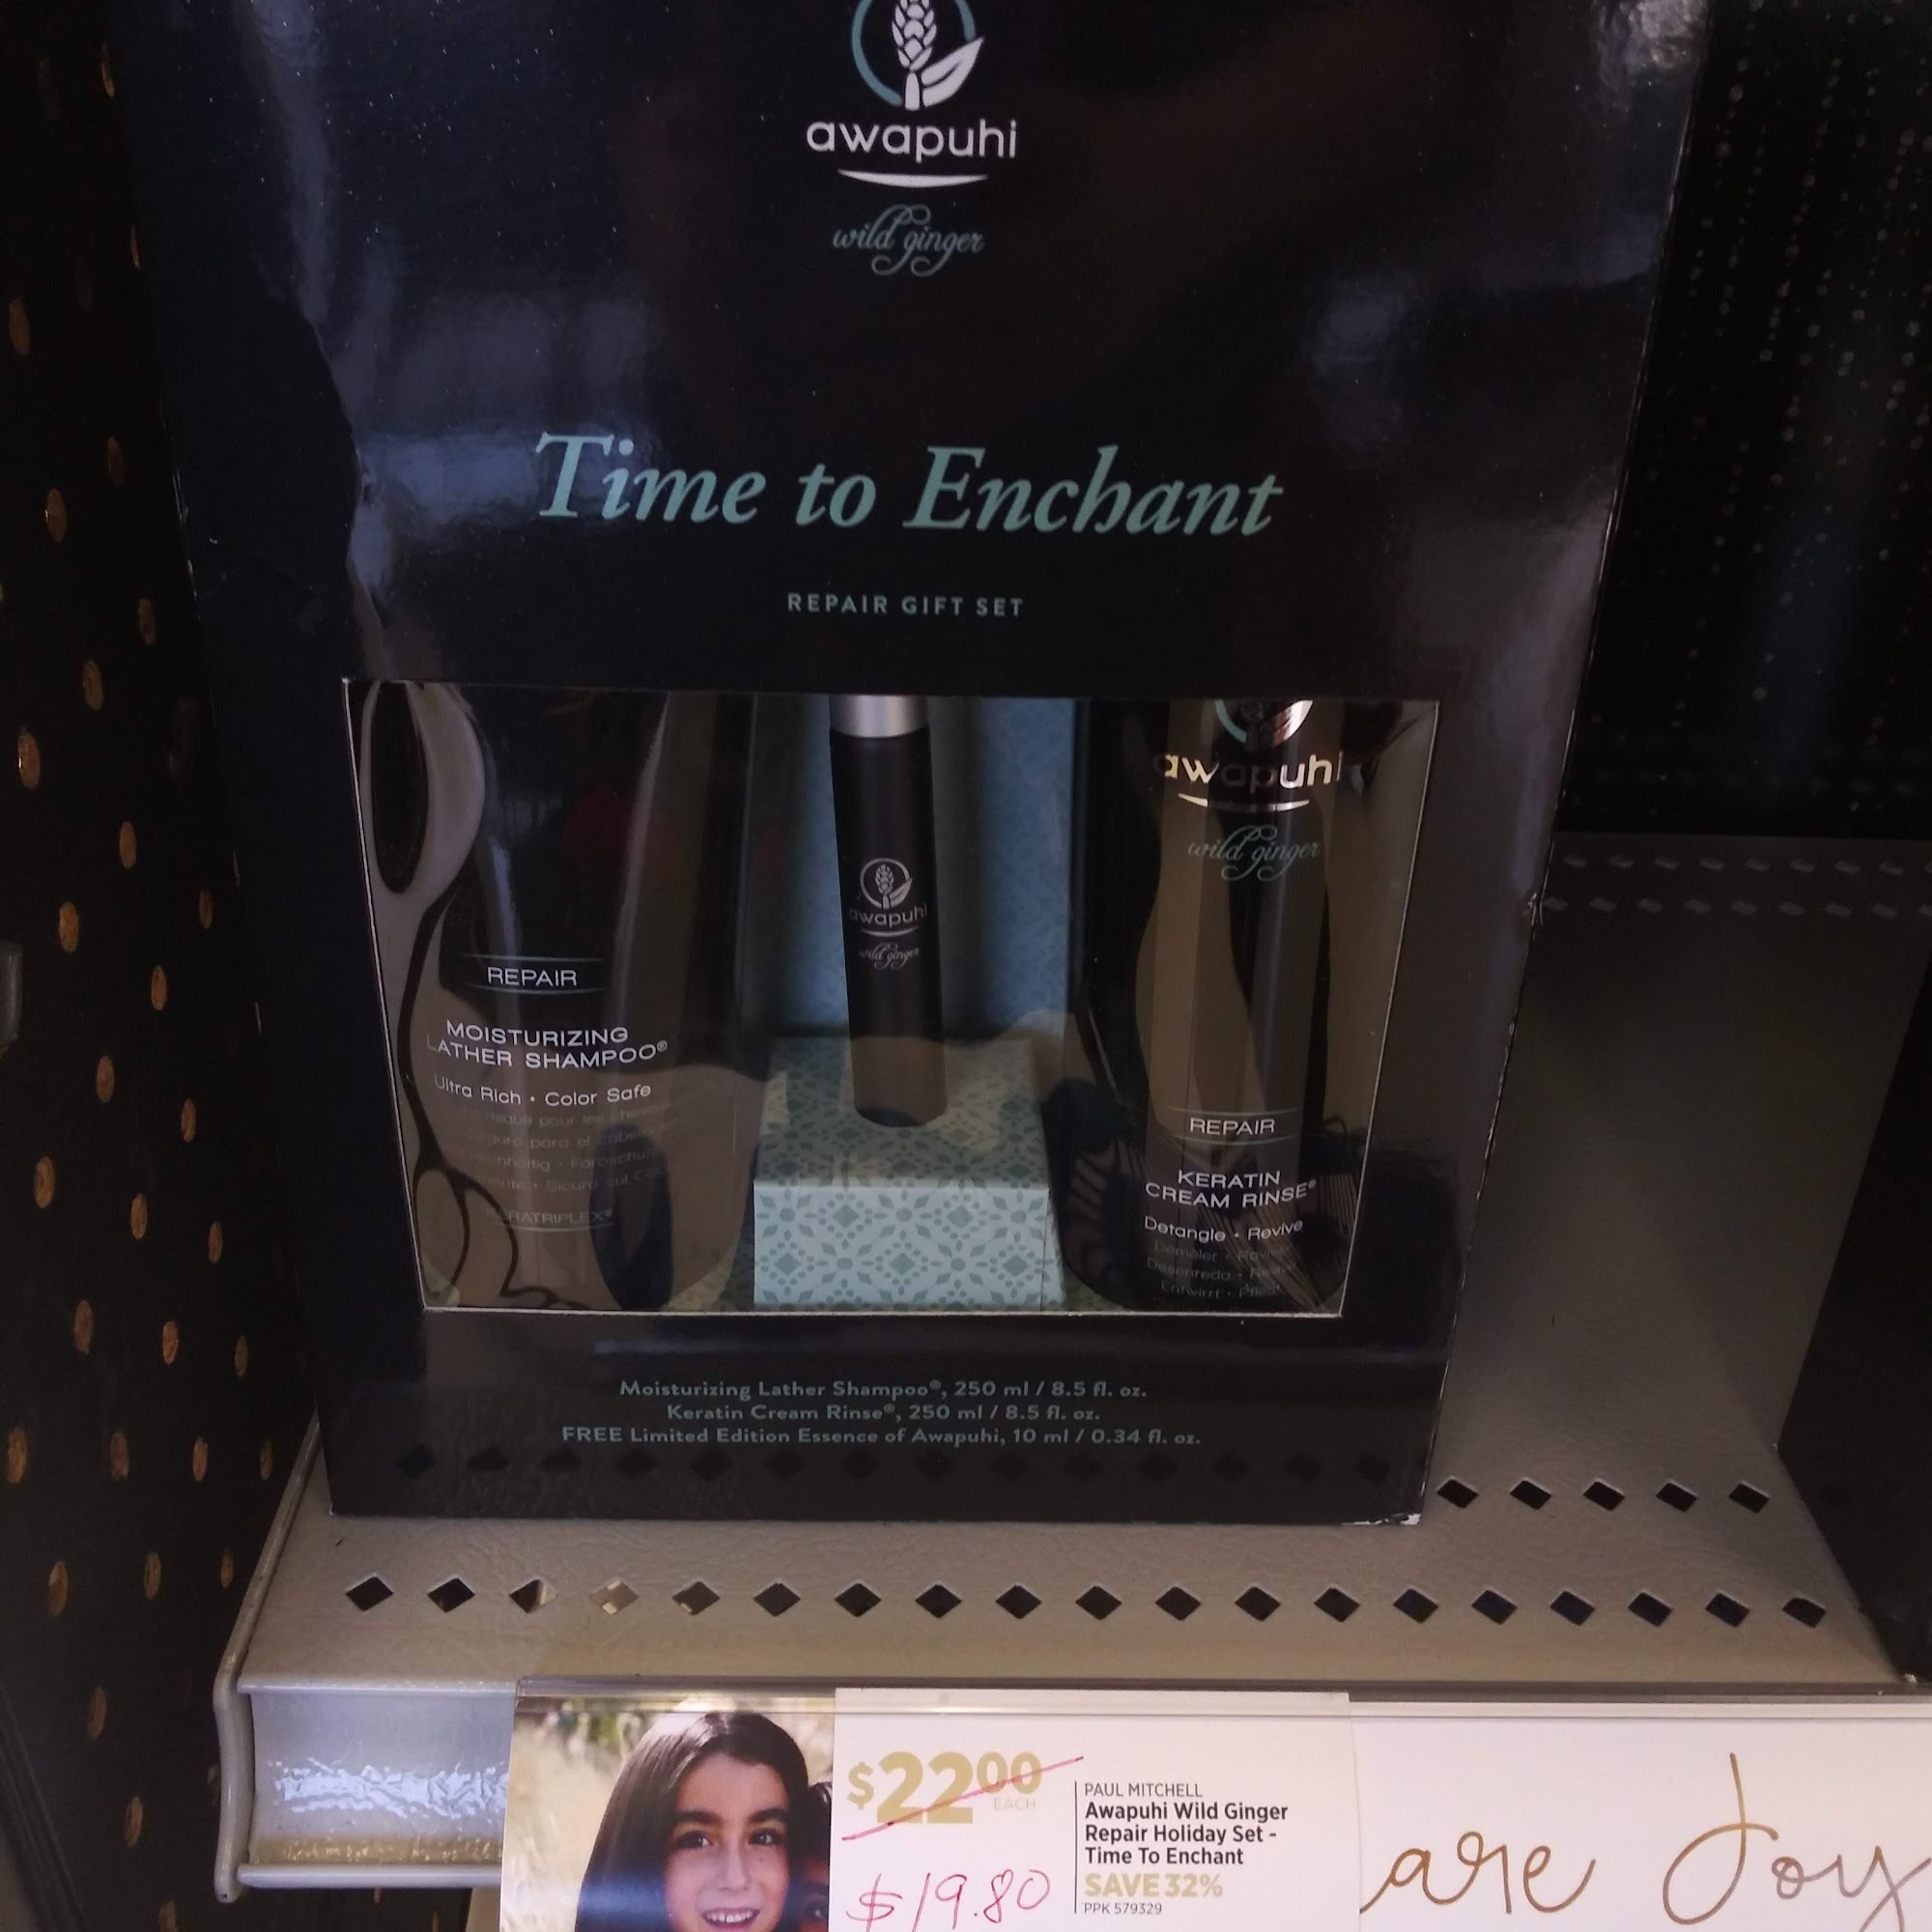 awapuhi
wild ginger
Time to Enchant
REPAIR GIFT SET
REPAIR
MOISTURIZING
LATHER SHAMPOO®
Ultra Rich • Color Safe
KERATRIPLEX®
awapuhi
wild ginger
awapuhi
wild ginger
REPAIR
KERATIN
CREAM RINSE®
Detangle • Revive
Moisturizing Lather Shampoo®, 250 ml / 8.5 fl. oz.
Keratin Cream Rinse®, 250 ml / 8.5 fl. oz.
FREE Limited Edition Essence of Awapuhi, 10 ml / 0.34 fl. oz.
$2200
EACH
$19.80
PAUL MITCHELL
Awapuhi Wild Ginger
Repair Holiday Set -
Time To Enchant
SAVE 32%
PPK 579329
are Joy